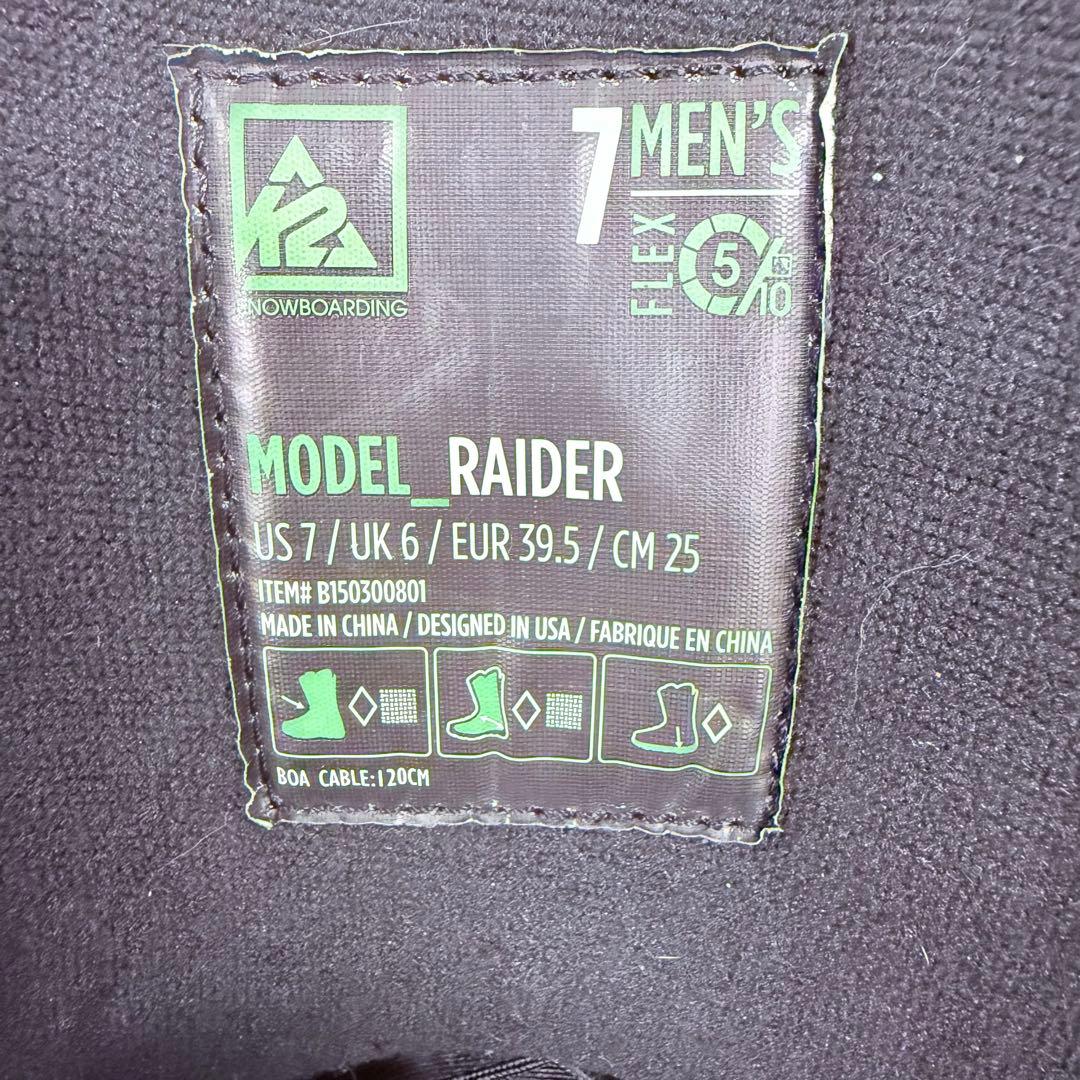 K2
SNOWBOARDING
7 MEN'S
FLEX 5/10
MODEL_RAIDER
US 7 / UK 6 / EUR 39.5 / CM 25
ITEM# B150300801
MADE IN CHINA / DESIGNED IN USA / FABRIQUE EN CHINA
BOA CABLE:120CM